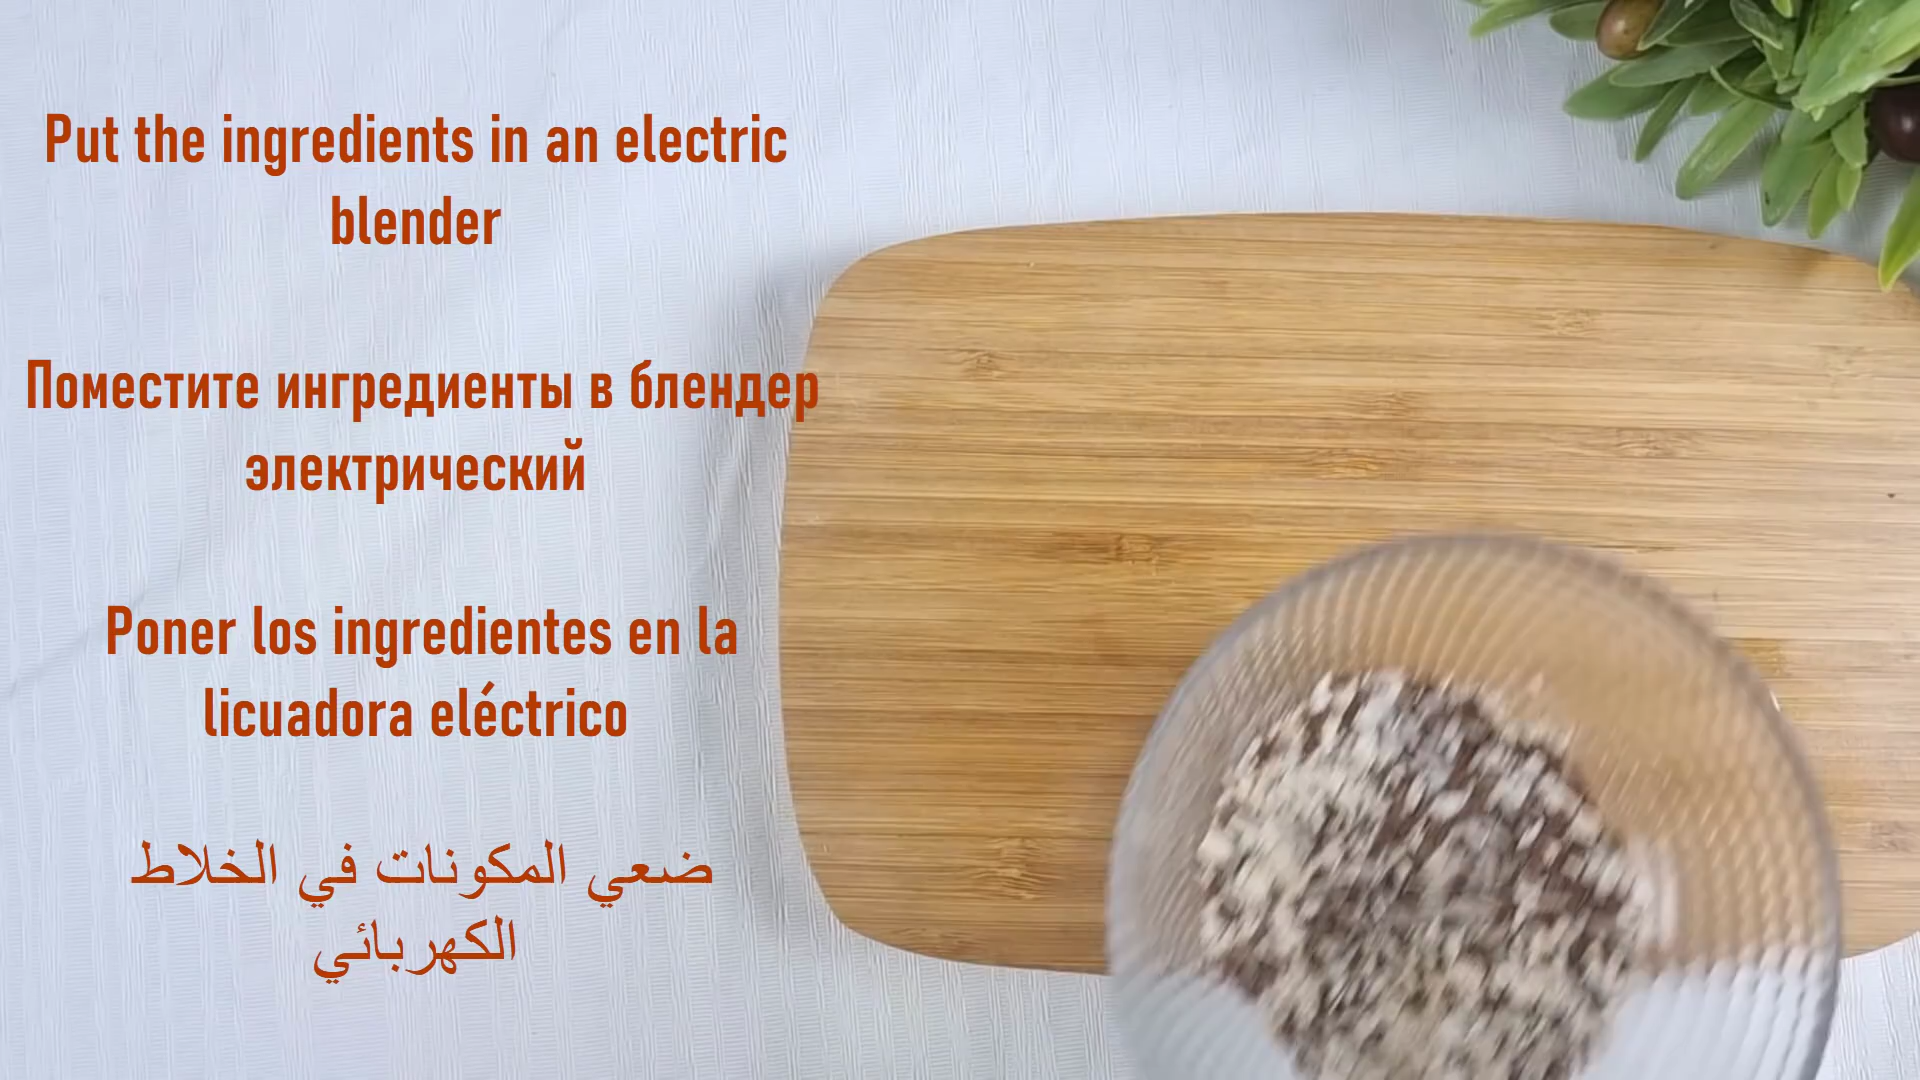 Put the ingredients in an electric
blender
Поместите ингредиенты в блендер
электрический
Poner los ingredientes en la
licuadora eléctrico
ضعي المكونات في الخلاط
الكهربائي